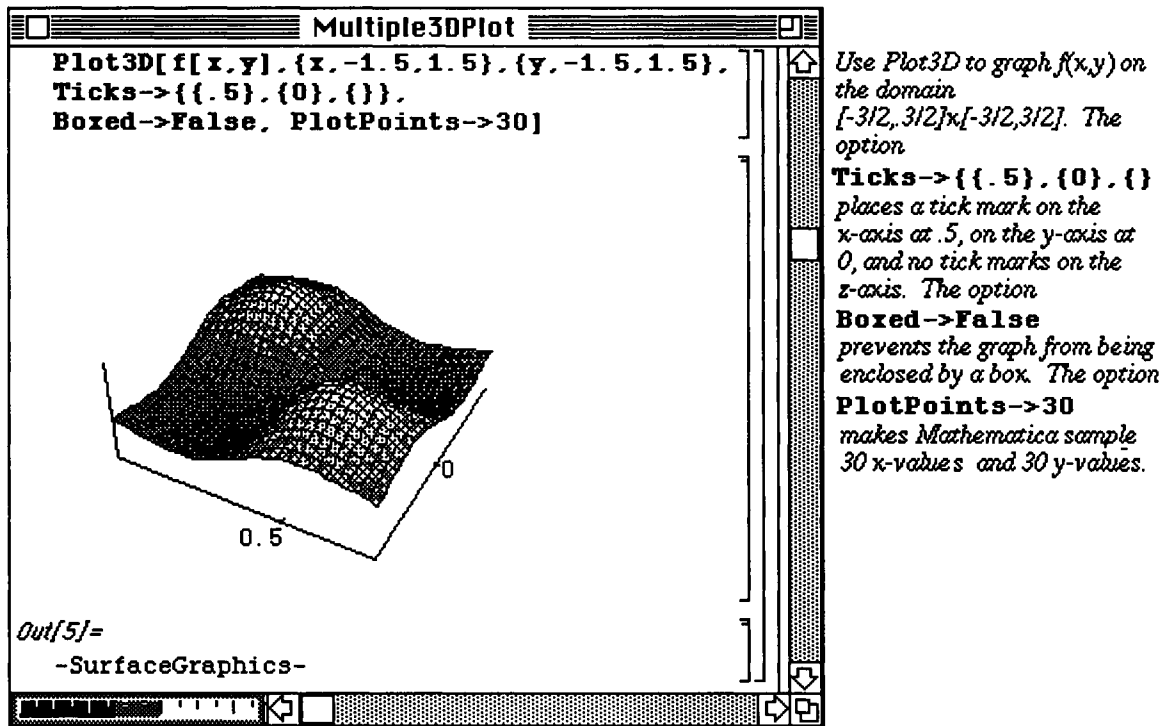 Multiple3DPlot
Plot3D[f[x,y],{x,-1.5,1.5},{y,-1.5,1.5},
Ticks->{{.5},{0},{}},
Boxed->False, PlotPoints->30]
0
0.5
Out[5]=
-SurfaceGraphics-
Use Plot3D to graph f(x,y) on
the domain
[-3/2,.3/2]x[-3/2,3/2]. The
option
Ticks->{{.5},{0},{}
places a tick mark on the
x-axis at .5, on the y-axis at
0, and no tick marks on the
z-axis. The option
Boxed->False
prevents the graph from being
enclosed by a box. The option
PlotPoints->30
makes Mathematica sample
30 x-values and 30 y-values.